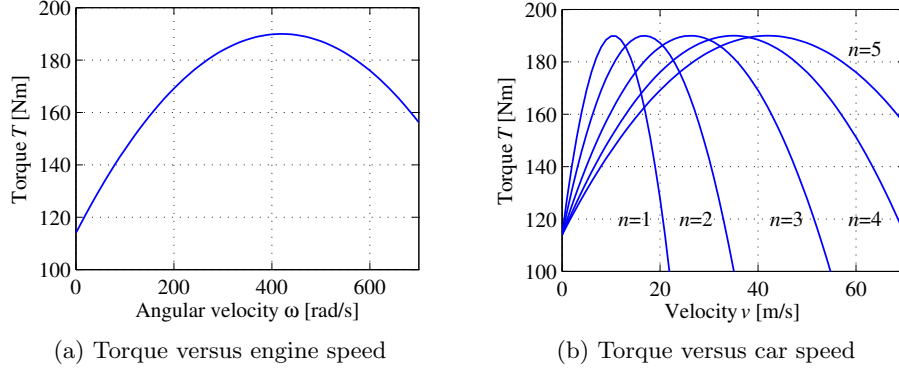 200
180
160
140
120
100
Torque T [Nm]
0 200 400 600
Angular velocity ω [rad/s]
(a) Torque versus engine speed
200
180
160
140
120
100
Torque T [Nm]
n=5
n=1 n=2 n=3 n=4
0 20 40 60
Velocity v [m/s]
(b) Torque versus car speed